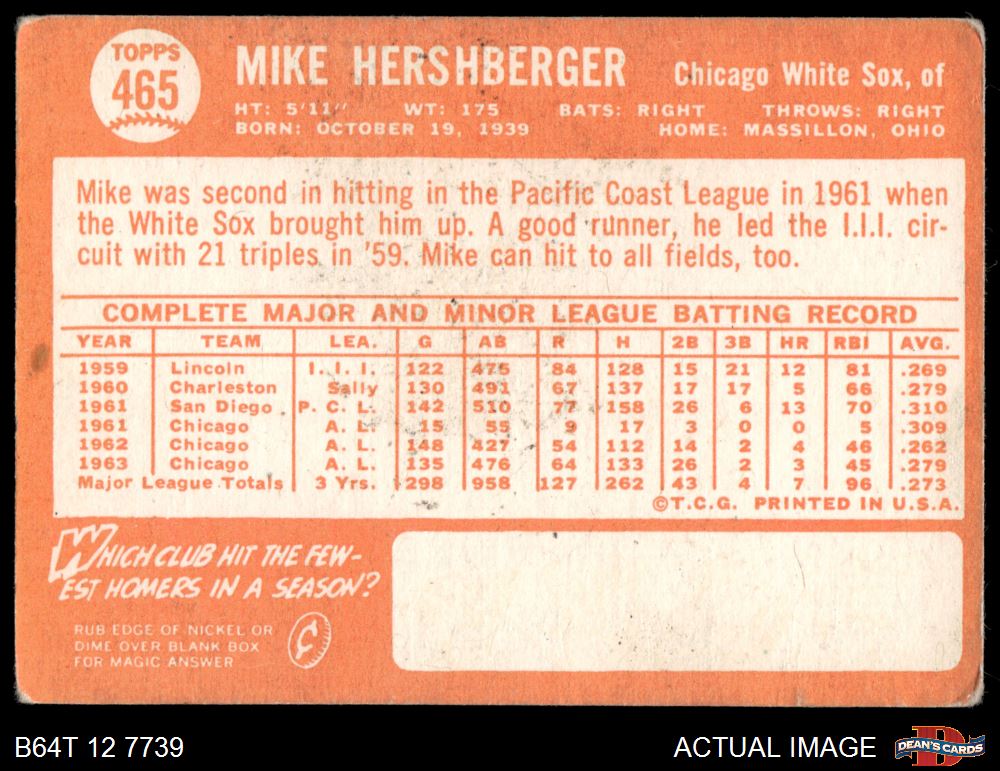 TOPPS
465
MIKE HERSHBERGER
Chicago White Sox, of
HT: 5'11" WT: 175 BATS: RIGHT THROWS: RIGHT
BORN: OCTOBER 19, 1939 HOME: MASSILLON, OHIO
Mike was second in hitting in the Pacific Coast League in 1961 when
the White Sox brought him up. A good runner, he led the I.I.I. cir-
cuit with 21 triples in '59. Mike can hit to all fields, too.
COMPLETE MAJOR AND MINOR LEAGUE BATTING RECORD
YEAR TEAM LEA. G AB R H 2B 3B HR RBI AVG.
1959 Lincoln I. I. I. 122 475 84 128 15 21 12 81 .269
1960 Charleston Sally 130 491 67 137 17 17 5 66 .279
1961 San Diego P. C. L. 142 510 77 158 26 6 13 70 .310
1961 Chicago A. L. 15 55 9 17 3 0 0 5 .309
1962 Chicago A. L. 148 427 54 112 14 2 4 46 .262
1963 Chicago A. L. 135 476 64 133 26 2 3 45 .279
Major League Totals 3 Yrs. 298 958 127 262 43 4 7 96 .273
©T.C.G. PRINTED IN U.S.A.
WHICH CLUB HIT THE FEW-
EST HOMERS IN A SEASON?
RUB EDGE OF NICKEL OR
DIME OVER BLANK BOX
FOR MAGIC ANSWER
¢
B64T 12 7739
ACTUAL IMAGE
D
DEAN'S CARDS